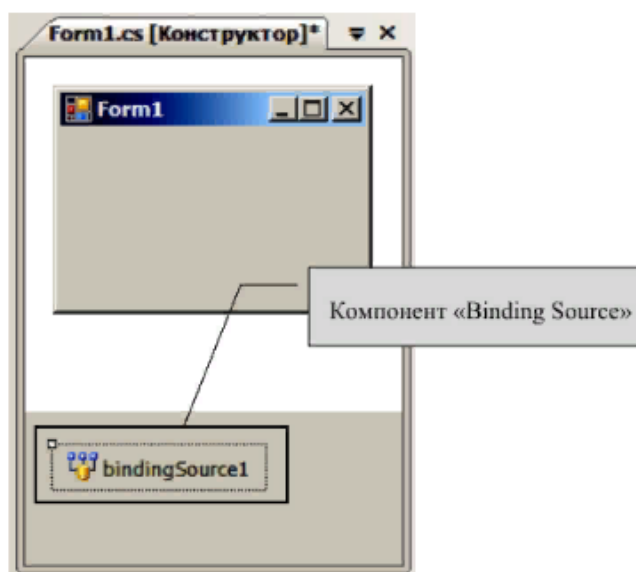 Form1.cs [Конструктор]*
Form1
Компонент «Binding Source»
bindingSource1